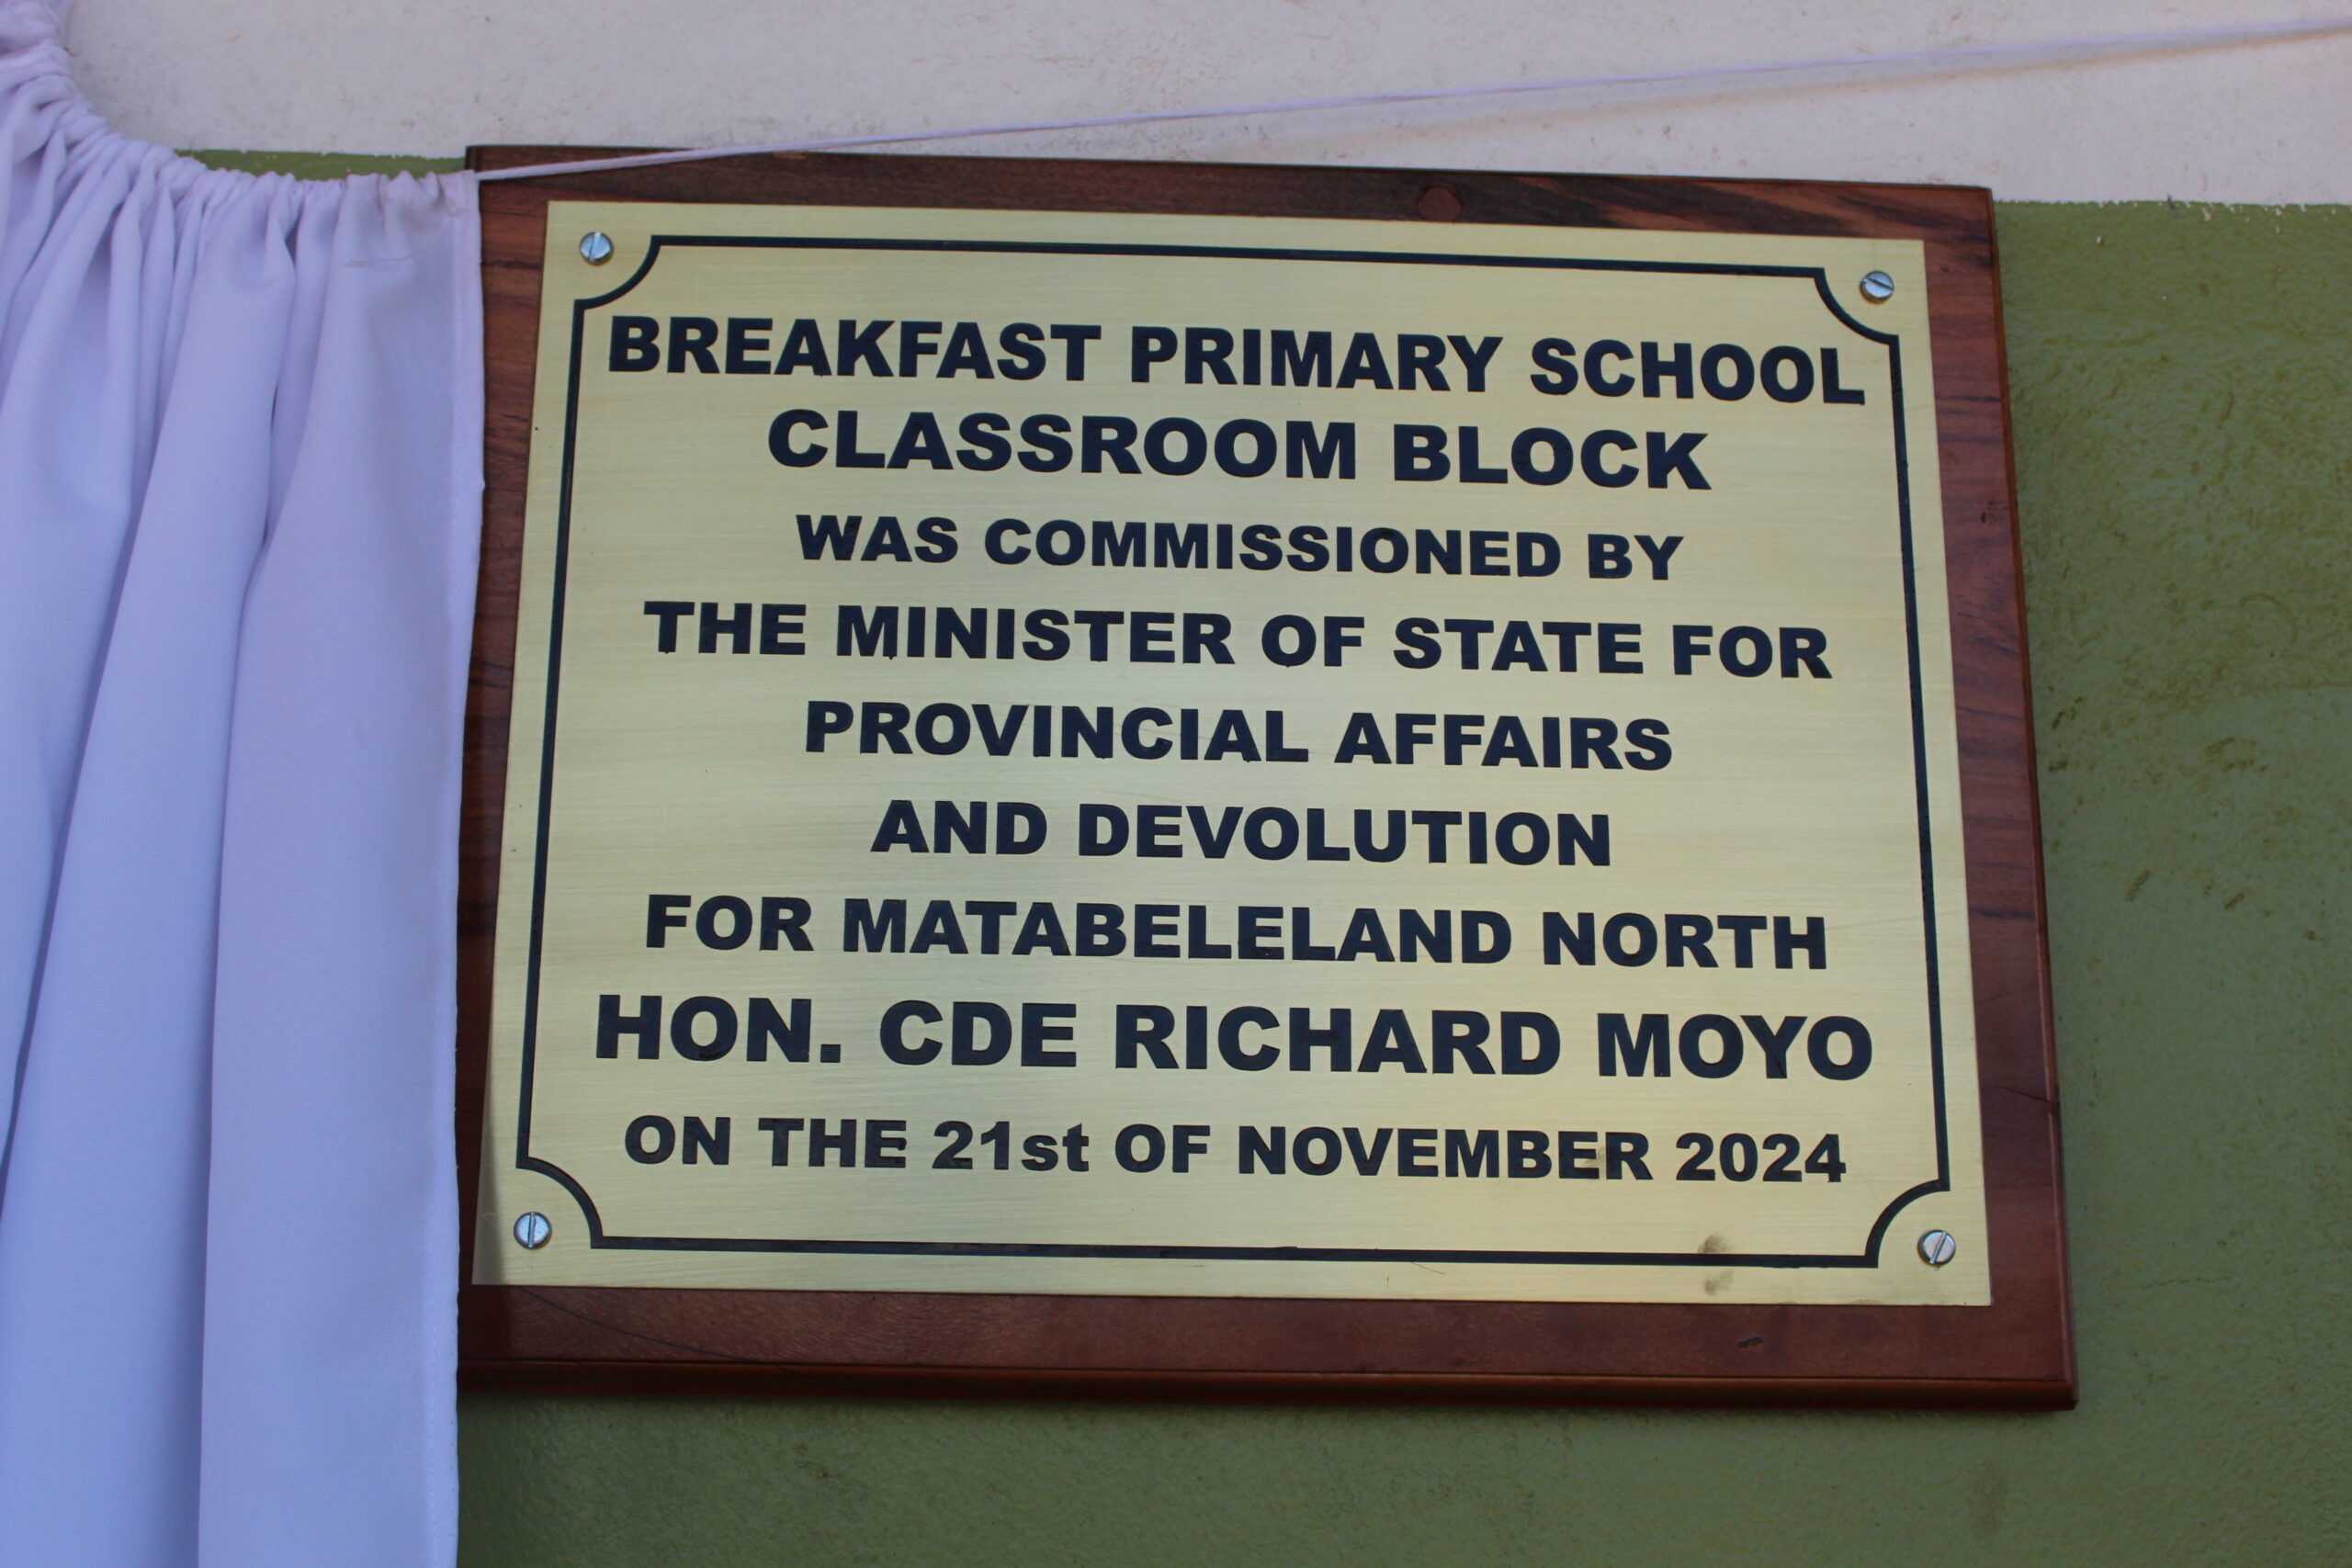 BREAKFAST PRIMARY SCHOOL
CLASSROOM BLOCK
WAS COMMISSIONED BY
THE MINISTER OF STATE FOR
PROVINCIAL AFFAIRS
AND DEVOLUTION
FOR MATABELELAND NORTH
HON. CDE RICHARD MOYO
ON THE 21st OF NOVEMBER 2024